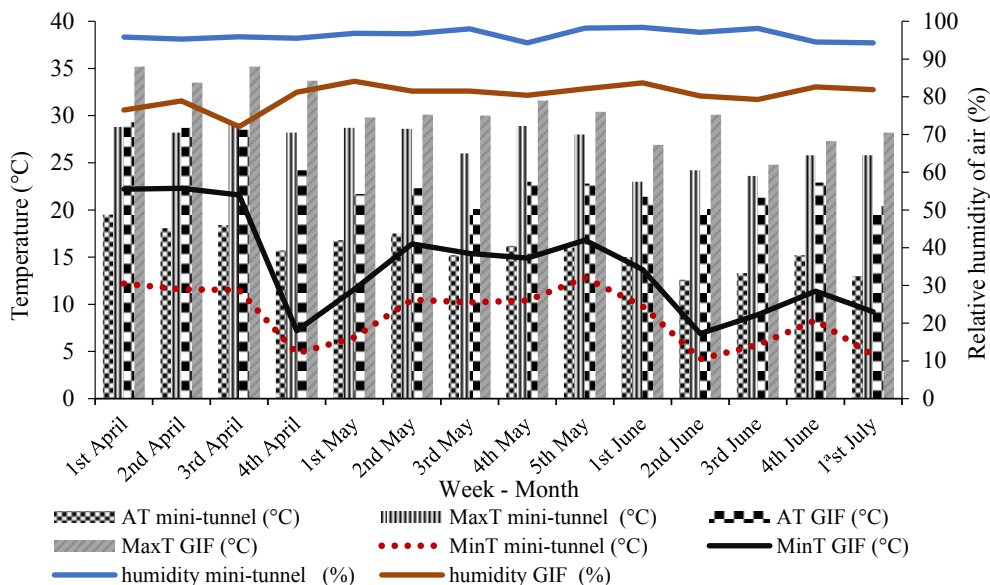 Temperature (°C)
40
35
30
25
20
15
10
5
0
100
90
80
70
60
50
40
30
20
10
0
Relative humidity of air (%)
1st April
2nd April
3rd April
4th April
1st May
2nd May
3rd May
4th May
5th May
1st June
2nd June
3rd June
4th June
1ªst July
Week - Month
AT mini-tunnel (°C)
MaxT mini-tunnel (°C)
AT GIF (°C)
MaxT GIF (°C)
MinT mini-tunnel (°C)
MinT GIF (°C)
humidity mini-tunnel (%)
humidity GIF (%)